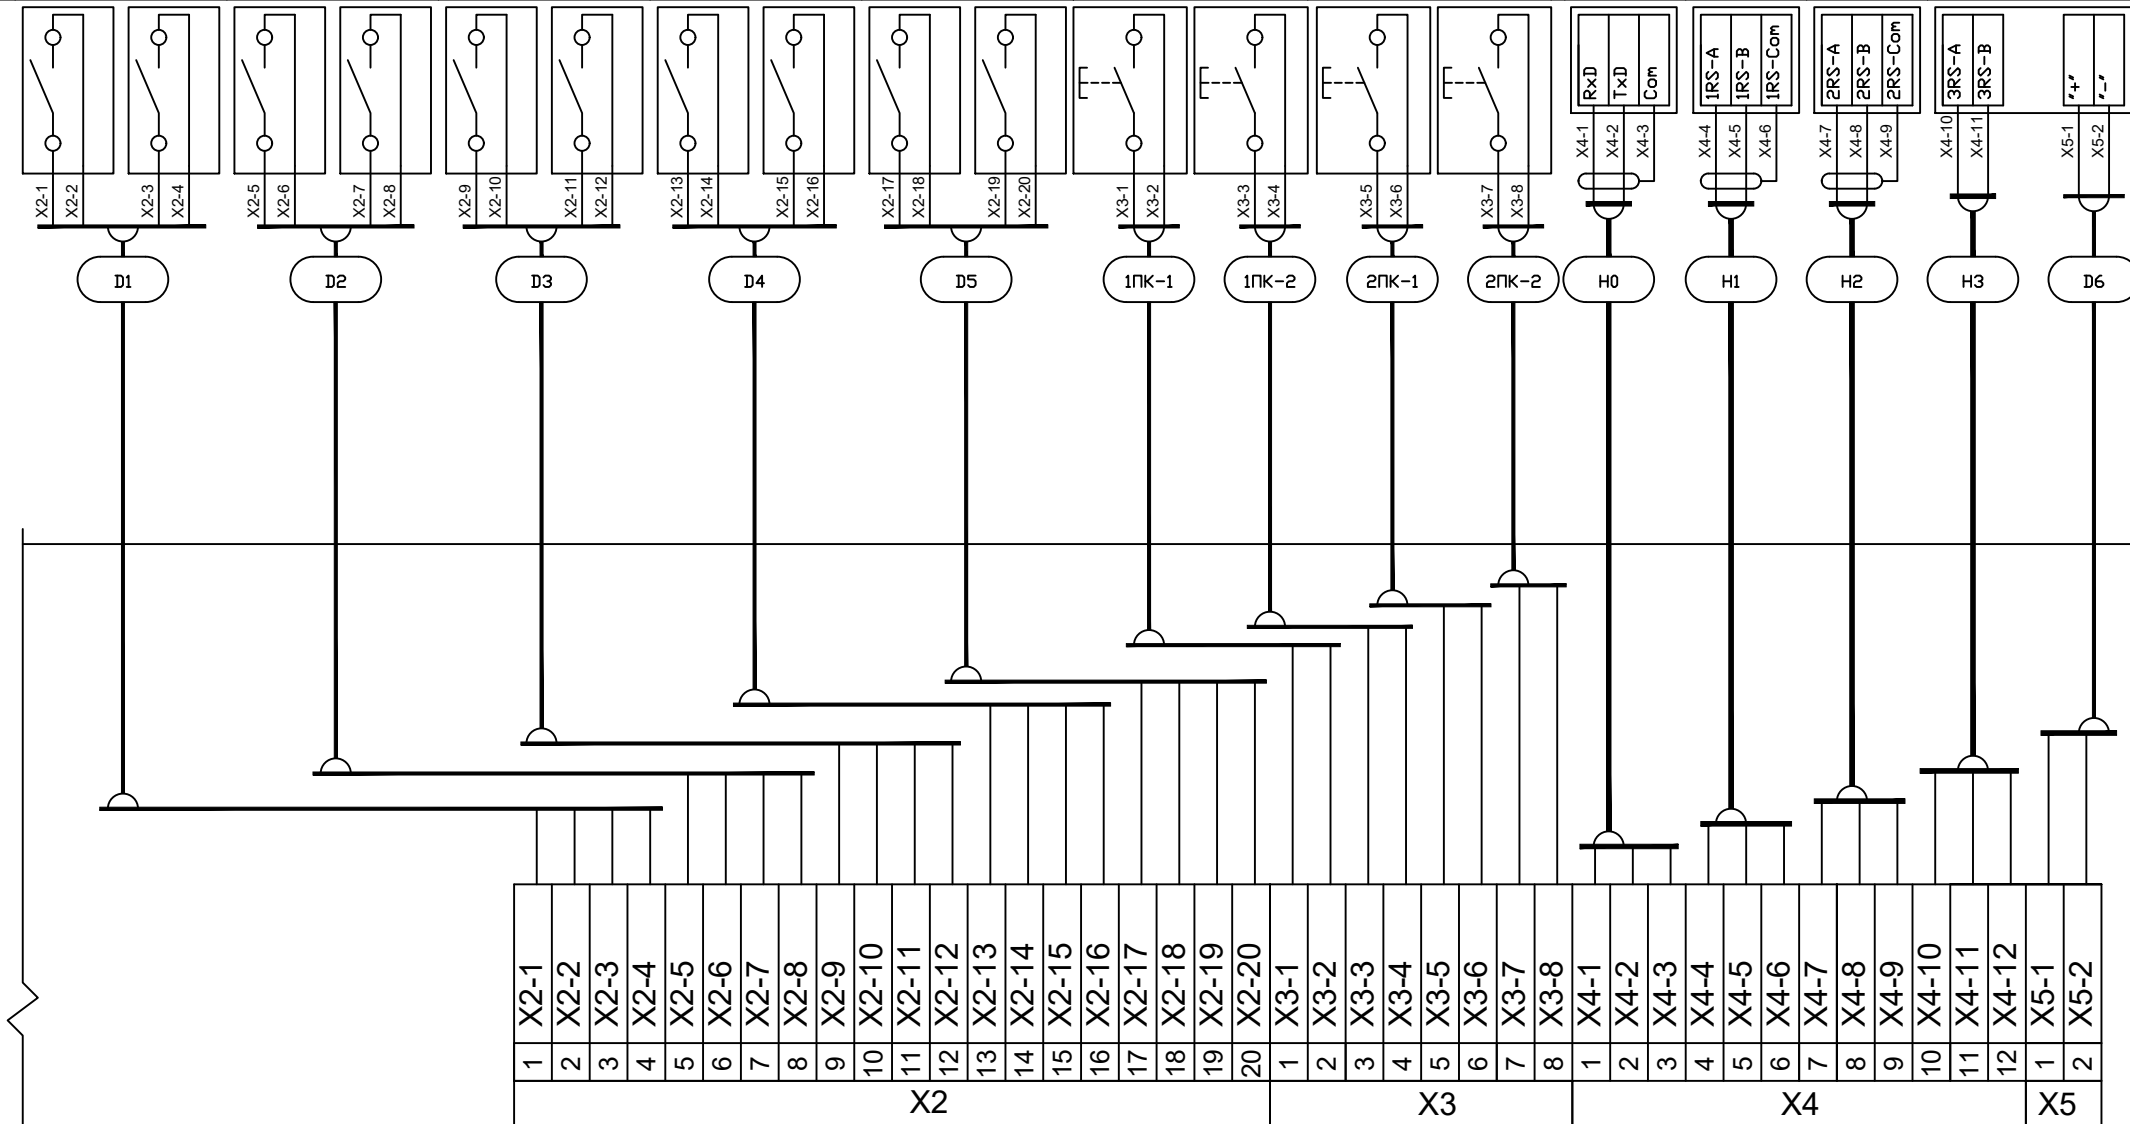 RxD TxD Com 1RS-A 1RS-B 1RS-Com 2RS-A 2RS-B 2RS-Com 3RS-A 3RS-B "+" "-"
X4-1 X4-2 X4-3 X4-4 X4-5 X4-6 X4-7 X4-8 X4-9 X4-10 X4-11 X5-1 X5-2
X2-1 X2-2 X2-3 X2-4 X2-5 X2-6 X2-7 X2-8 X2-9 X2-10 X2-11 X2-12 X2-13 X2-14 X2-15 X2-16 X2-17 X2-18 X2-19 X2-20 X3-1 X3-2 X3-3 X3-4 X3-5 X3-6 X3-7 X3-8
D1 D2 D3 D4 D5 1ПК-1 1ПК-2 2ПК-1 2ПК-2 H0 H1 H2 H3 D6
X2-1 X2-2 X2-3 X2-4 X2-5 X2-6 X2-7 X2-8 X2-9 X2-10 X2-11 X2-12 X2-13 X2-14 X2-15 X2-16 X2-17 X2-18 X2-19 X2-20 X3-1 X3-2 X3-3 X3-4 X3-5 X3-6 X3-7 X3-8 X4-1 X4-2 X4-3 X4-4 X4-5 X4-6 X4-7 X4-8 X4-9 X4-10 X4-11 X4-12 X5-1 X5-2
1 2 3 4 5 6 7 8 9 10 11 12 13 14 15 16 17 18 19 20 1 2 3 4 5 6 7 8 1 2 3 4 5 6 7 8 9 10 11 12 1 2
X2 X3 X4 X5